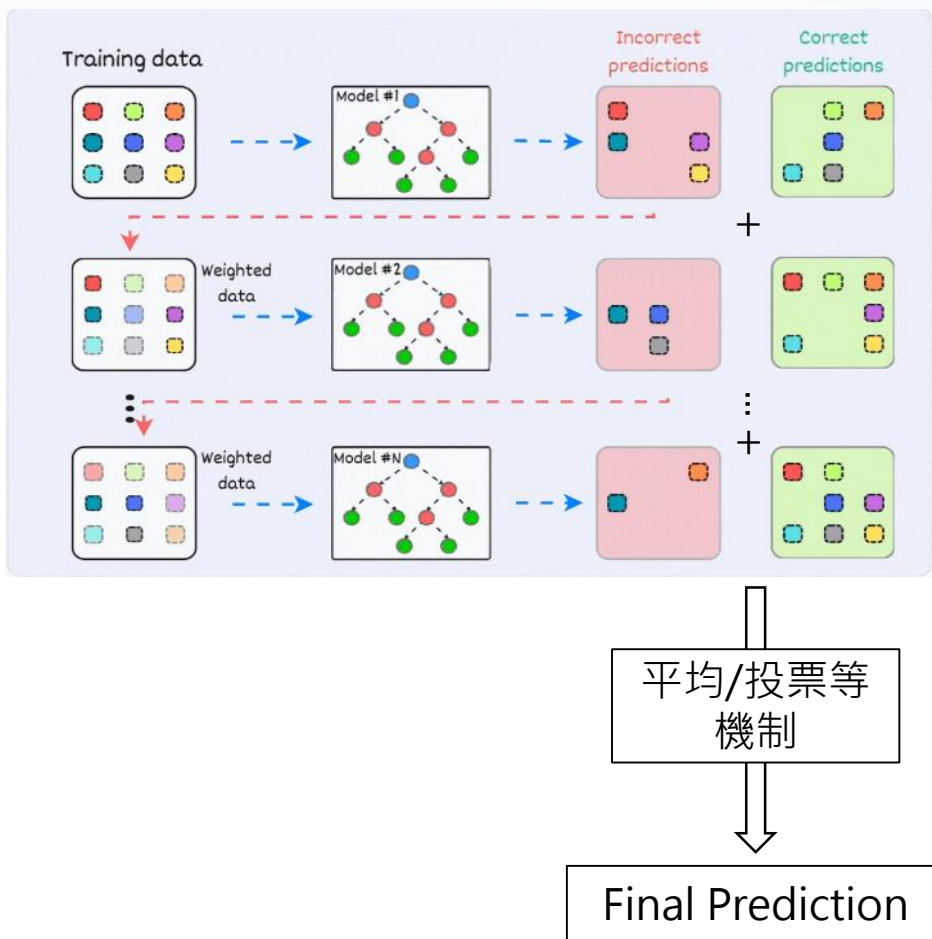 Training data
Incorrect
predictions
Correct
predictions
Model #1
+
Weighted
data
Model #2
+
Weighted
data
Model #N
平均/投票等
機制
Final Prediction